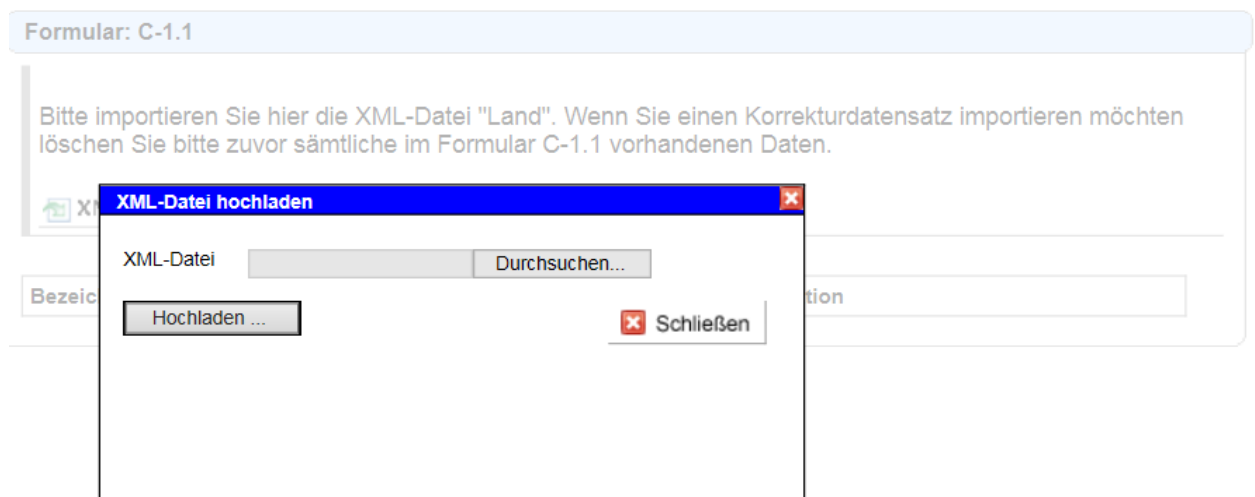 Formular: C-1.1
Bitte importieren Sie hier die XML-Datei "Land". Wenn Sie einen Korrekturdatensatz importieren möchten
löschen Sie bitte zuvor sämtliche im Formular C-1.1 vorhandenen Daten.
XML-Datei hochladen
XML-Datei
Durchsuchen...
Hochladen ...
Schließen